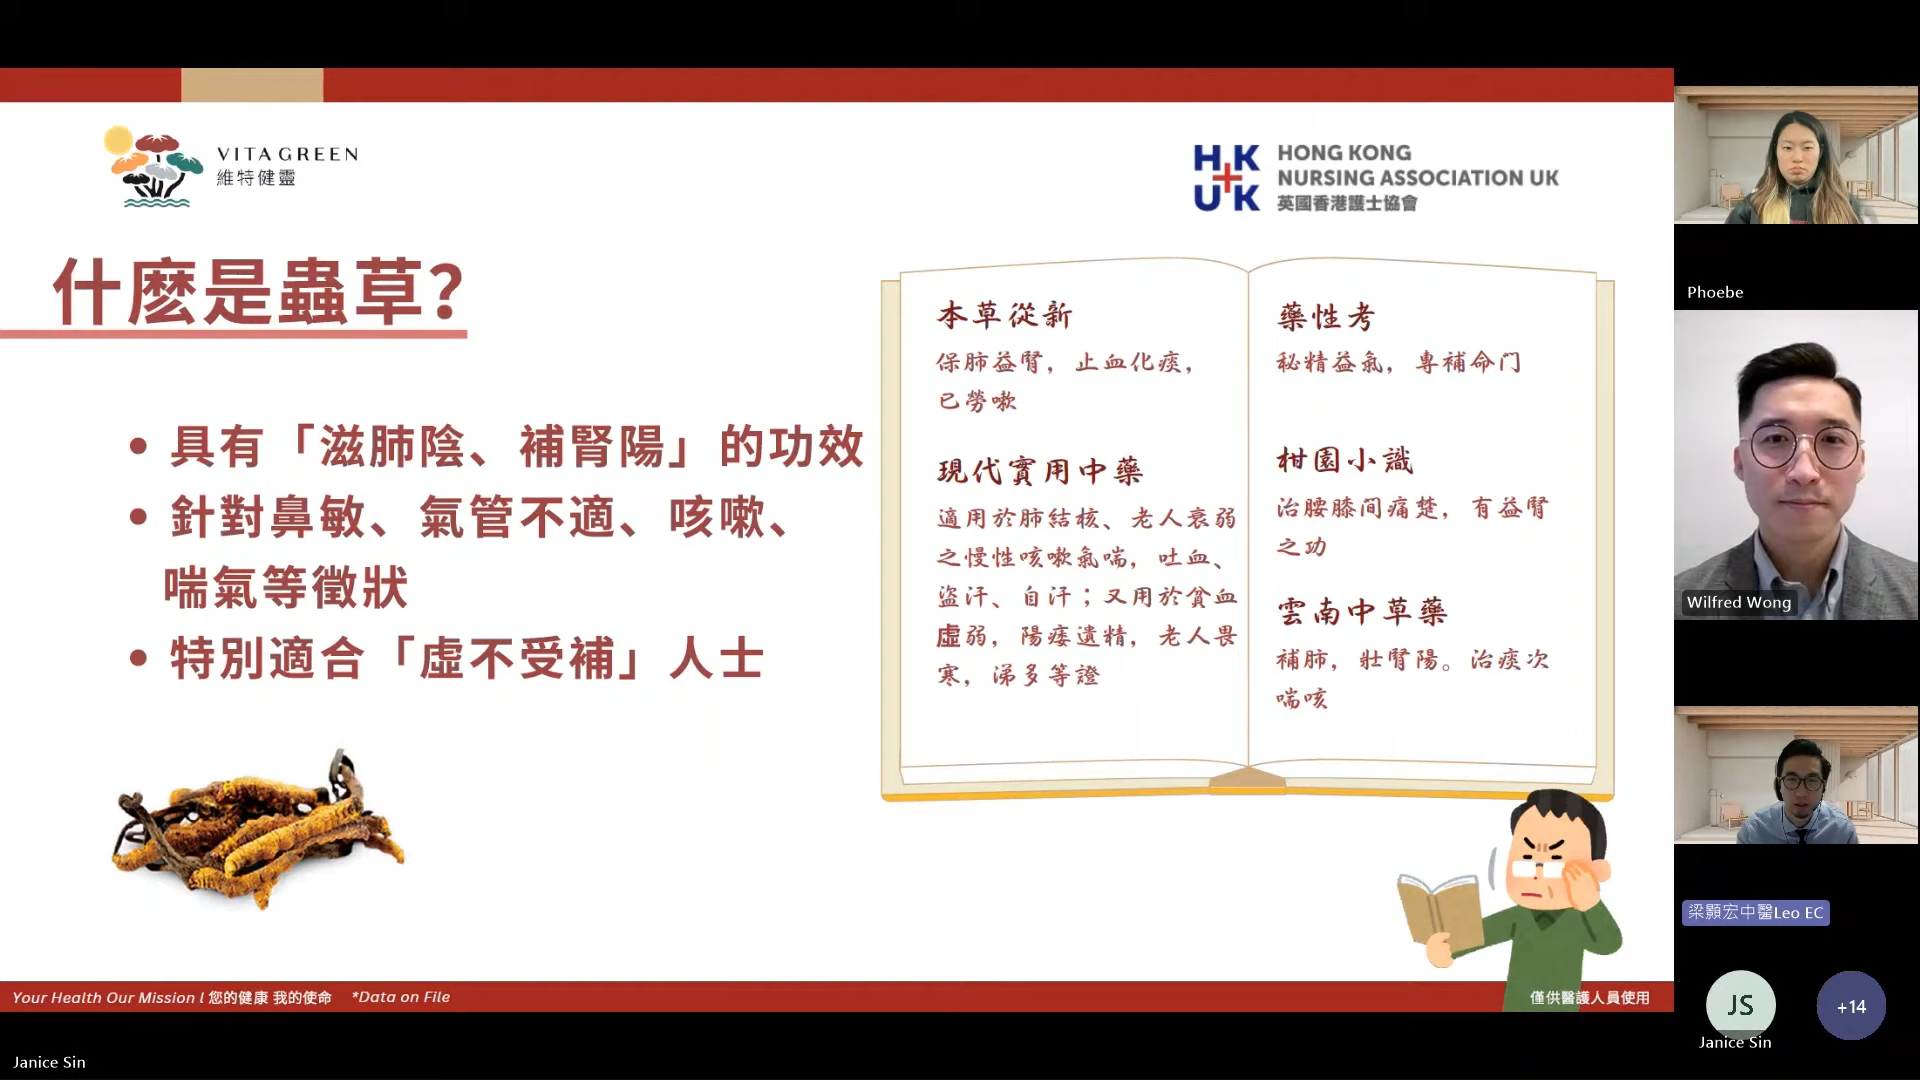 VITA GREEN
維特健靈
HK
UK
HONG KONG
NURSING ASSOCIATION UK
英國香港護士協會
什麽是蟲草?
• 具有「滋肺陰、補腎陽」的功效
• 針對鼻敏、氣管不適、咳嗽、
喘氣等徵狀
• 特別適合「虛不受補」人士
本草從新
保肺益腎，止血化痰，
已勞嗽
現代實用中藥
適用於肺結核、老人衰弱
之慢性咳嗽氣喘，吐血、
盜汗、自汗；又用於貧血
虛弱，陽痿遺精，老人畏
寒，涕多等證
藥性考
秘精益氣，專補命门
柑園小識
治腰膝间痛楚，有益腎
之功
雲南中草藥
補肺，壯腎陽。治痰次
喘咳
Your Health Our Mission l 您的健康 我的使命 *Data on File
僅供醫護人員使用
Janice Sin
Phoebe
Wilfred Wong
梁顥宏中醫Leo EC
JS
Janice Sin
+14